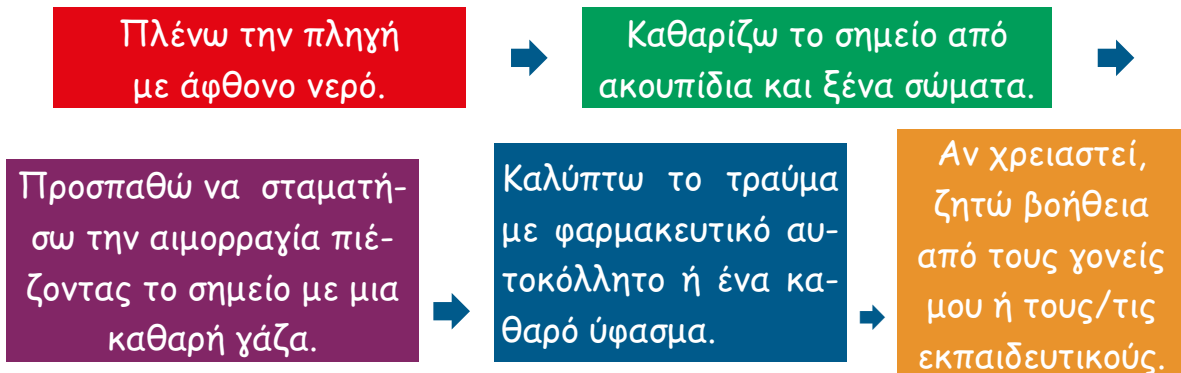 Πλένω την πληγή
με άφθονο νερό.
Καθαρίζω το σημείο από
ακουπίδια και ξένα σώματα.
Προσπαθώ να σταματή-
σω την αιμορραγία πιέ-
ζοντας το σημείο με μια
καθαρή γάζα.
Καλύπτω το τραύμα
με φαρμακευτικό αυ-
τοκόλλητο ή ένα κα-
θαρό ύφασμα.
Αν χρειαστεί,
ζητώ βοήθεια
από τους γονείς
μου ή τους/τις
εκπαιδευτικούς.